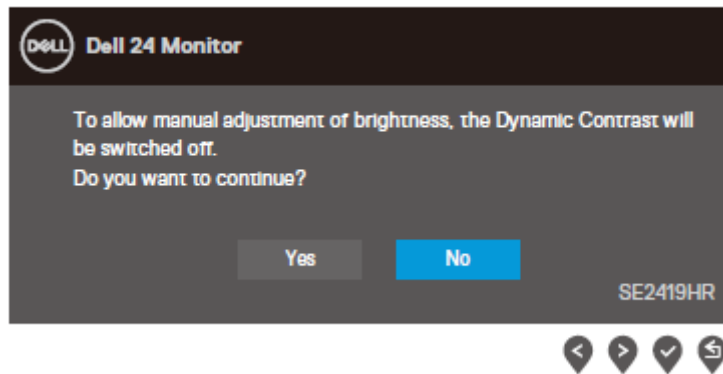 DELL Dell 24 Monitor
To allow manual adjustment of brightness, the Dynamic Contrast will
be switched off.
Do you want to continue?
Yes No
SE2419HR